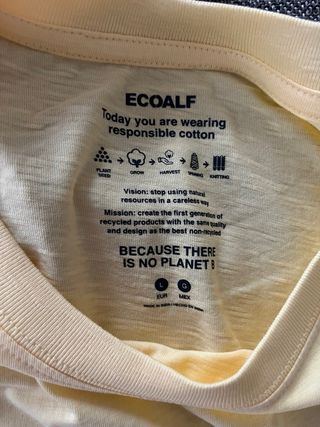 ECOALF
Today you are wearing
responsible cotton
PLANT SEED
GROW
HARVEST
SPINNING
KNITTING
Vision: stop using natural
resources in a careless way
Mission: create the first generation of
recycled products with the same quality
and design as the best non-recycled
BECAUSE THERE
IS NO PLANET B
L G
EUR MEX